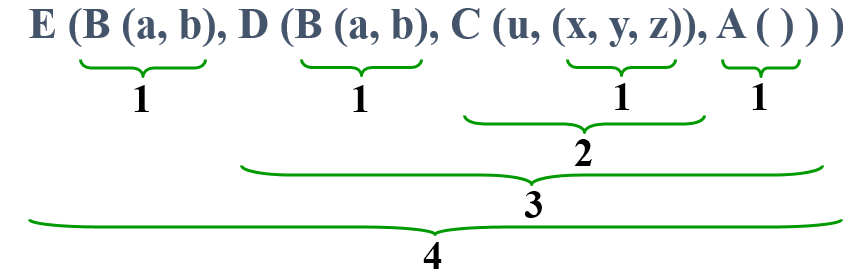 E (B (a, b), D (B (a, b), C (u, (x, y, z)), A ( ) ) )
1 1 1 1
2
3
4